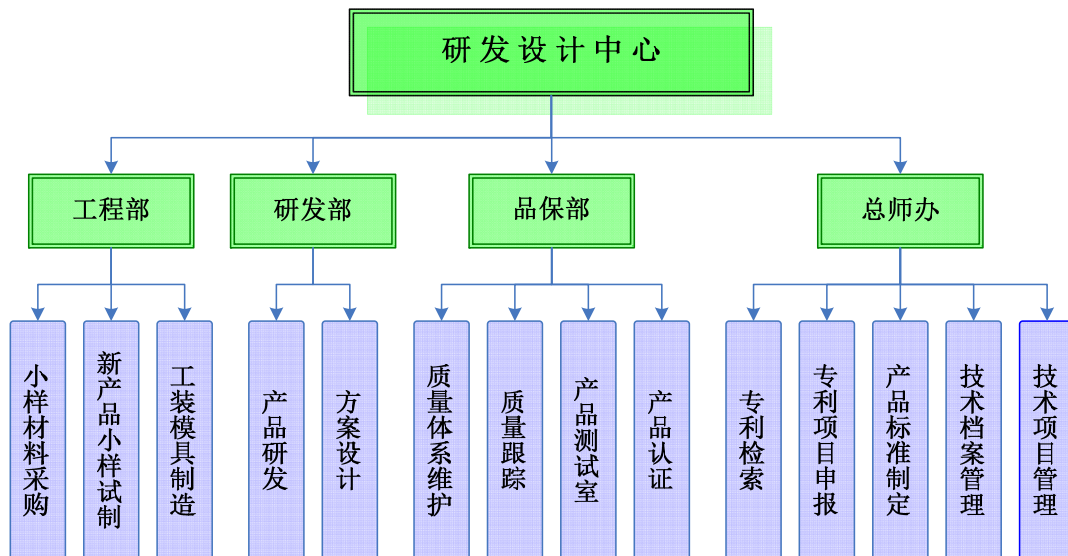 研发设计中心
工程部
研发部
品保部
总师办
小样材料采购
新产品小样试制
工装模具制造
产品研发
方案设计
质量体系维护
质量跟踪
产品测试室
产品认证
专利检索
专利项目申报
产品标准制定
技术档案管理
技术项目管理